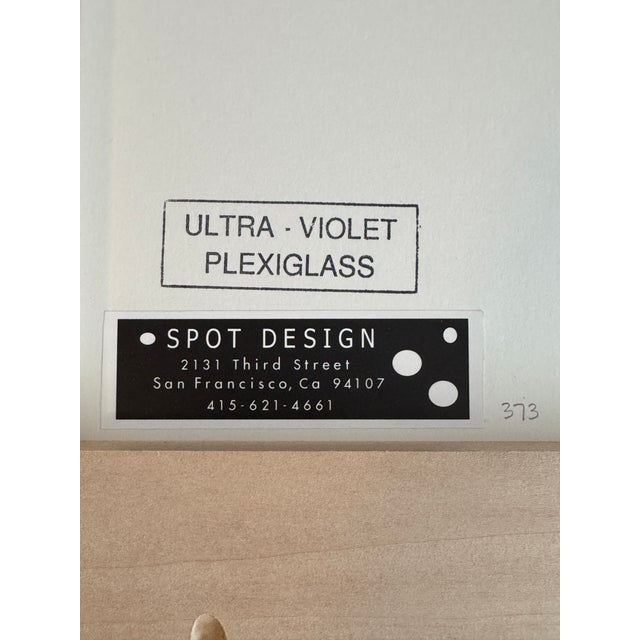 ULTRA - VIOLET
PLEXIGLASS
SPOT DESIGN
2131 Third Street
San Francisco, Ca 94107
415-621-4661
373